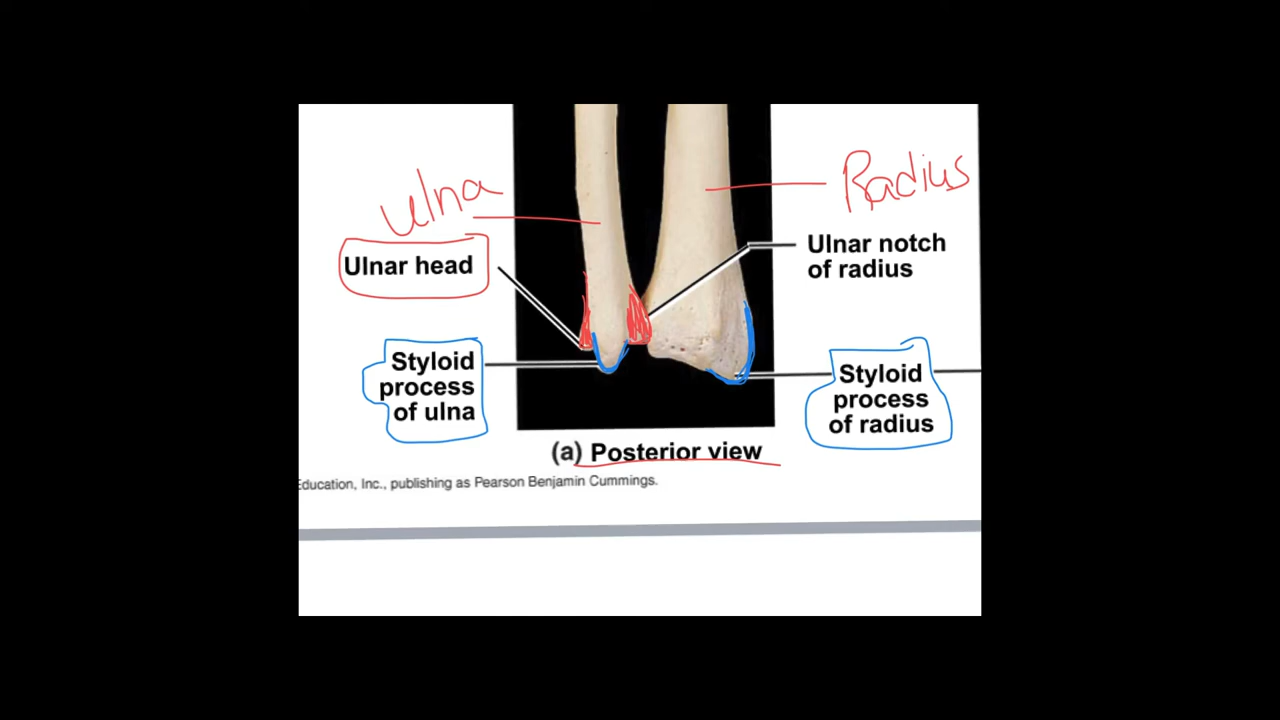 ulna
Radius
Ulnar head
Ulnar notch
of radius
Styloid
process
of ulna
Styloid
process
of radius
(a) Posterior view
Education, Inc., publishing as Pearson Benjamin Cummings.